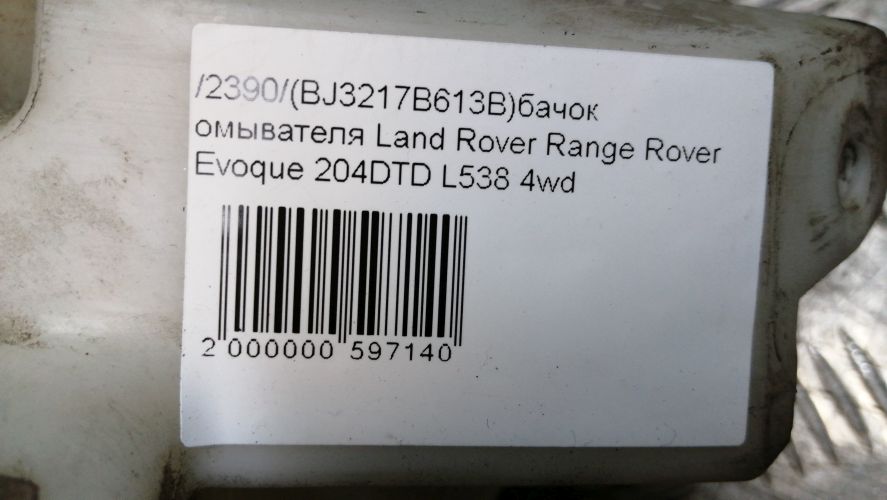 /2390/(BJ3217B613B)бачок
омывателя Land Rover Range Rover
Evoque 204DTD L538 4wd
2 000000 597140